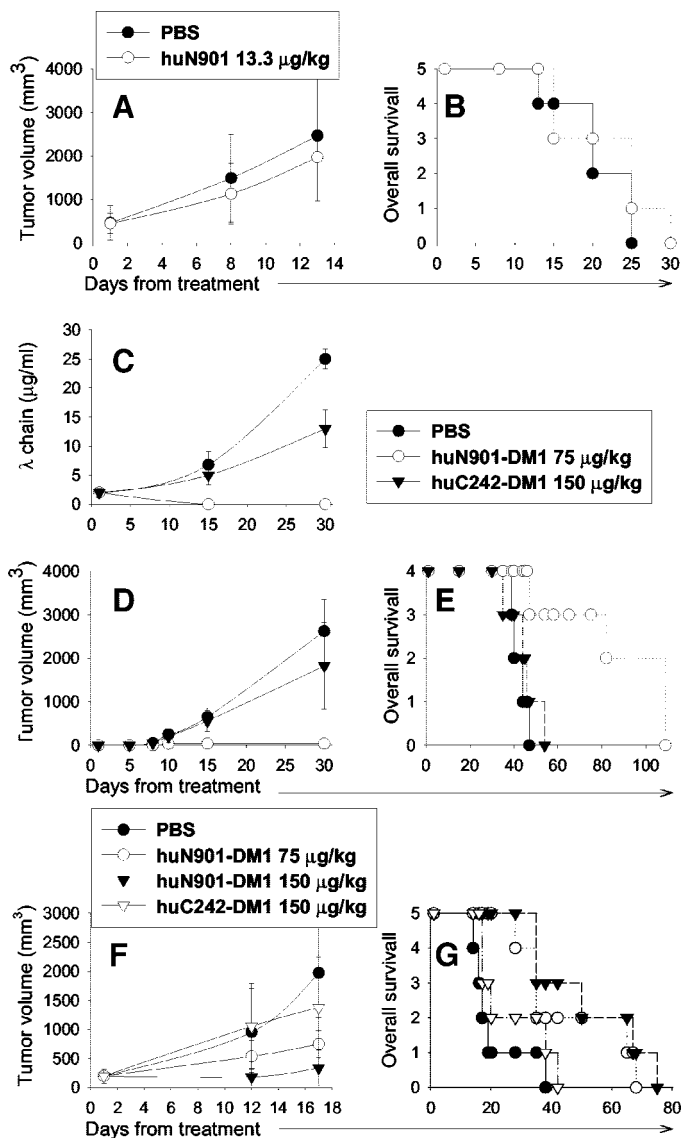 PBS
huN901 13.3 μg/kg
A
Tumor volume (mm3)
4000
3000
2000
1000
0
0 2 4 6 8 10 12 14
B
Overall survivall
5
4
3
2
1
0
0 5 10 15 20 25 30
Days from treatment
C
λ chain (μg/ml)
30
25
20
15
10
5
0
0 5 10 15 20 25 30
PBS
huN901-DM1 75 μg/kg
huC242-DM1 150 μg/kg
D
Tumor volume (mm3)
4000
3000
2000
1000
0
0 5 10 15 20 25 30
E
Overall survivall
4
3
2
1
0
0 20 40 60 80 100
Days from treatment
PBS
huN901-DM1 75 μg/kg
huN901-DM1 150 μg/kg
huC242-DM1 150 μg/kg
F
Tumor volume (mm3)
3000
2500
2000
1500
1000
500
0
0 2 4 6 8 10 12 14 16 18
G
Overall survivall
5
4
3
2
1
0
0 20 40 60 80
Days from treatment